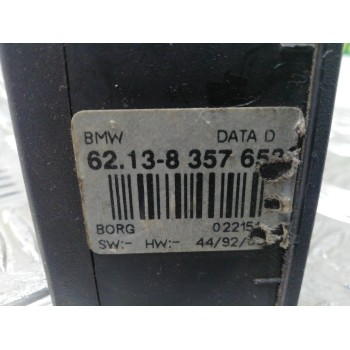 BMW DATA D
62.13-8 357 65
BORG 02215
SW:- HW:- 44/92/